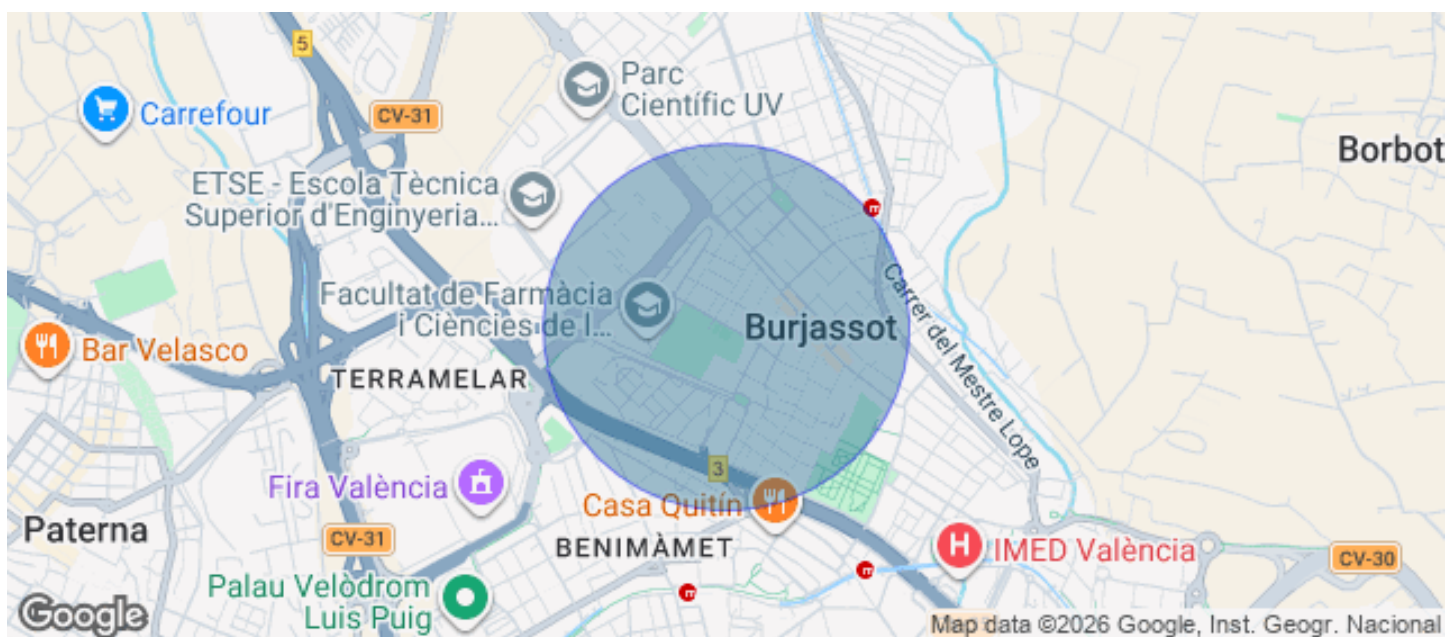 5
Parc
Científic UV
Carrefour
CV-31
Borbot
ETSE - Escola Tècnica
Superior d'Enginyeria...
Facultat de Farmàcia
i Ciències de l...
Burjassot
Carrer del Mestre Lope
Bar Velasco
TERRAMELAR
3
Fira València
Casa Quitín
Paterna
CV-31
BENIMÀMET
IMED València
CV-30
Palau Velòdrom
Luis Puig
Google
Map data ©2026 Google, Inst. Geogr. Nacional